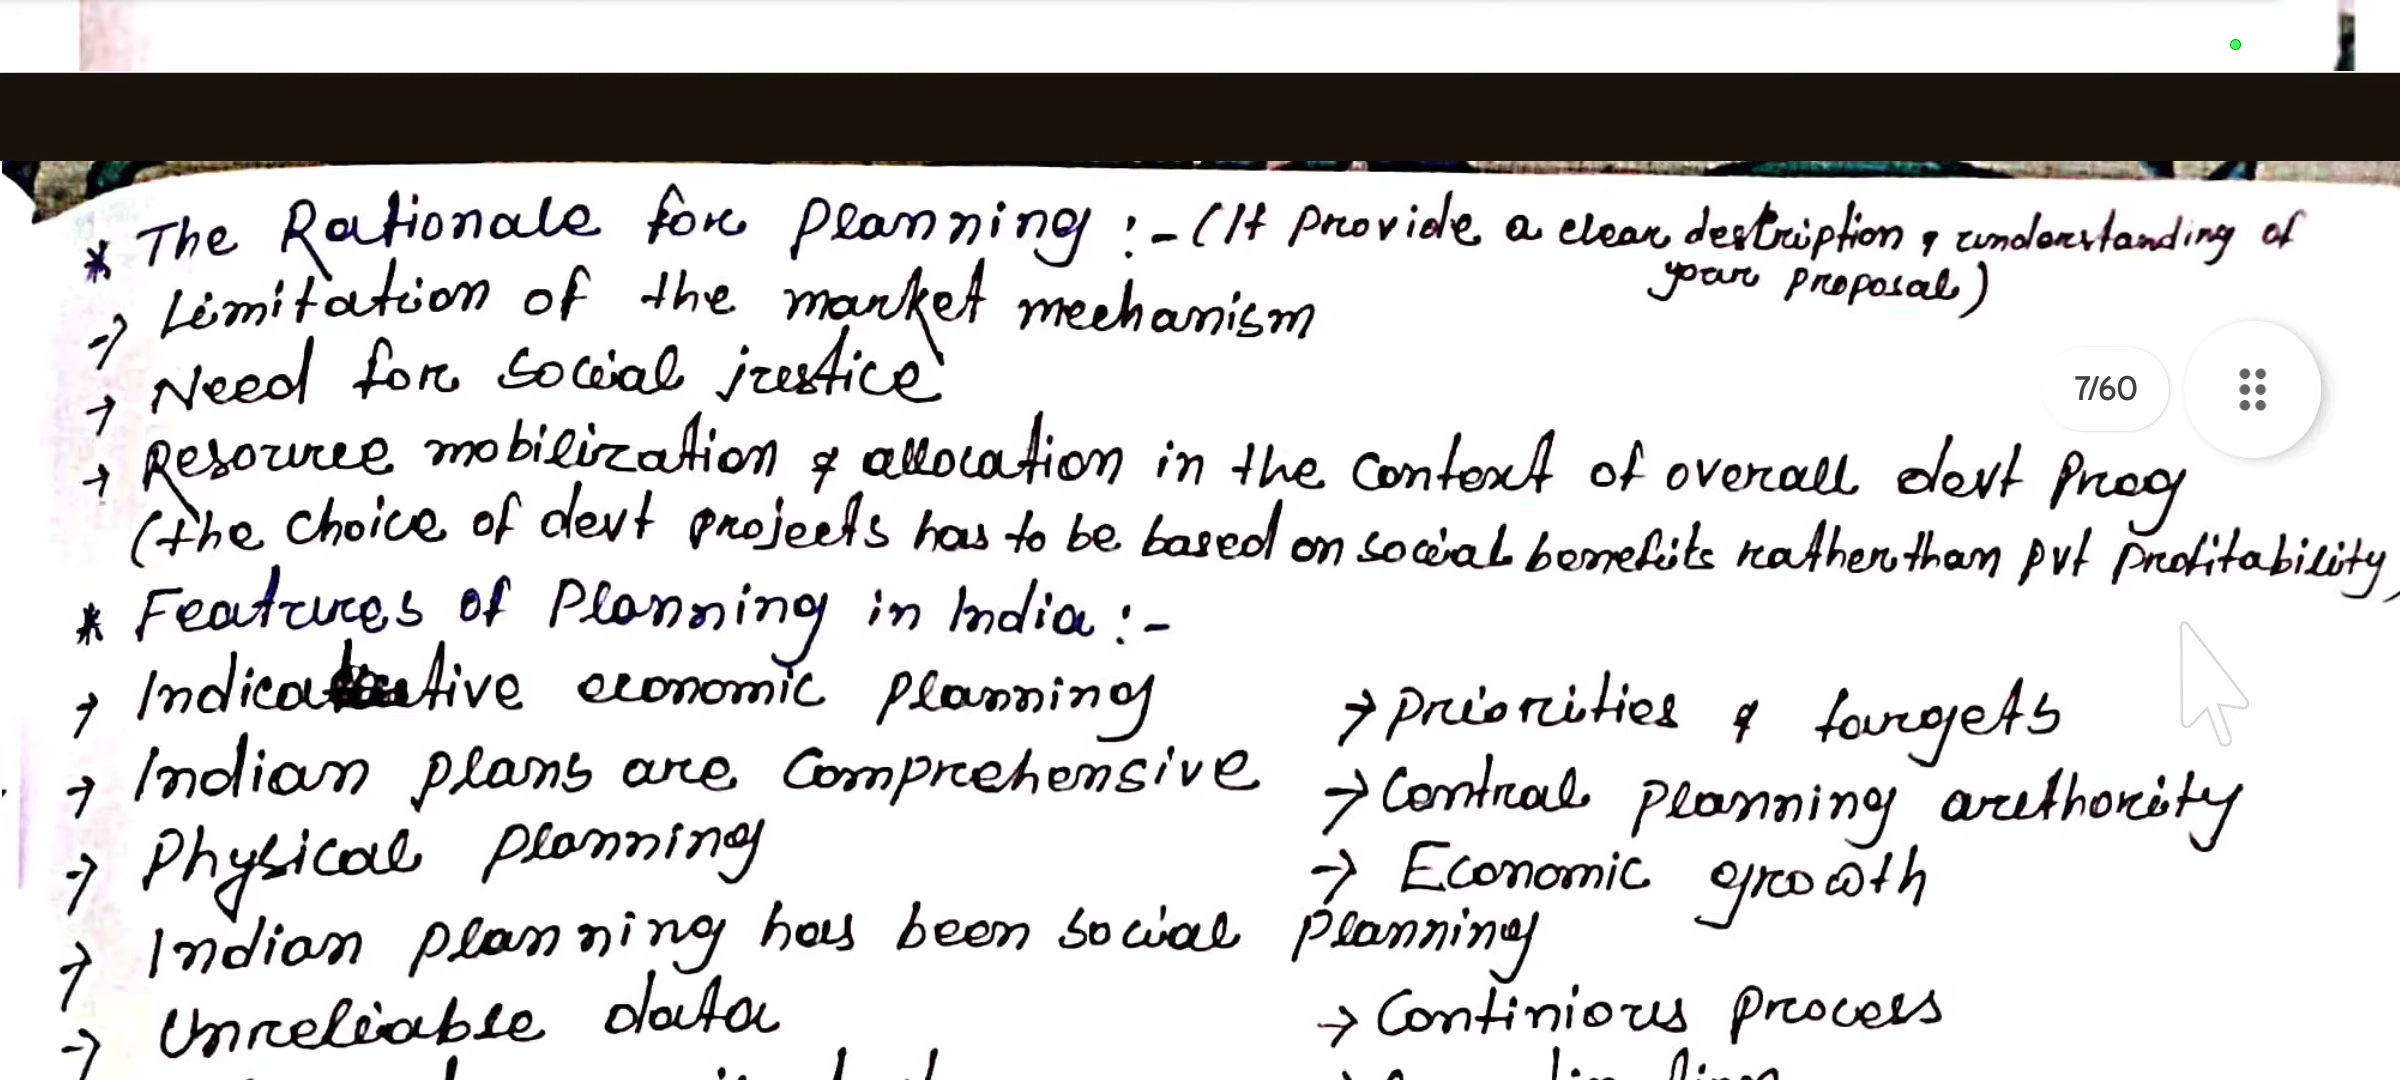 * The Rationale for Planning :- (It Provide a clear destription & understanding of
your proposal)
→ Limitation of the market mechanism
7/60
→ Need for social justice
→ Resource mobilization & allocation in the context of overall devt Prog
(the choice of devt projects has to be based on social benefits rather than pvt profitability)
* Features of Planning in India :-
→ Indicative economic planning
→ Priorities & targets
→ Indian plans are Comprehensive
→ Central planning authority
→ Physical planning
→ Economic growth
→ Indian planning has been social planning
→ Unreliable data
→ Continious process